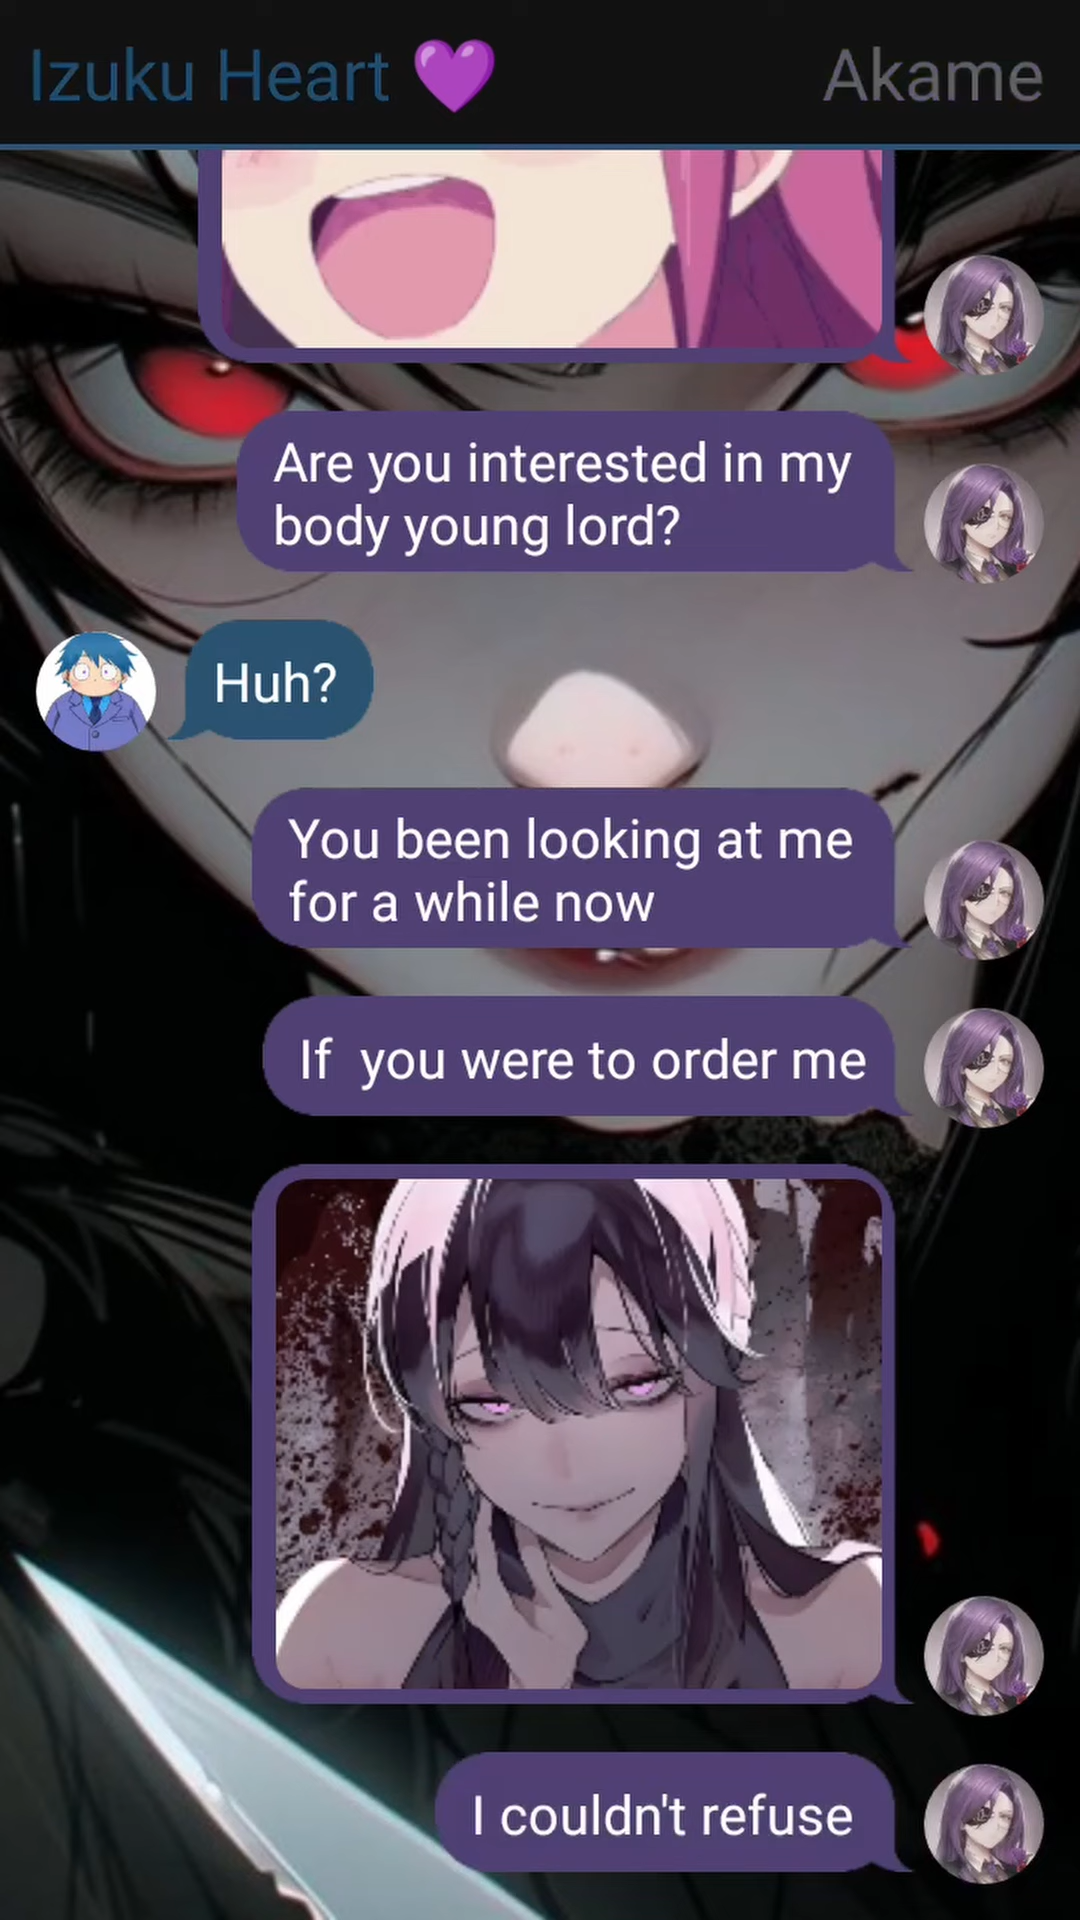 Izuku Heart 💜 Akame
Are you interested in my
body young lord?
Huh?
You been looking at me
for a while now
If  you were to order me
I couldn't refuse